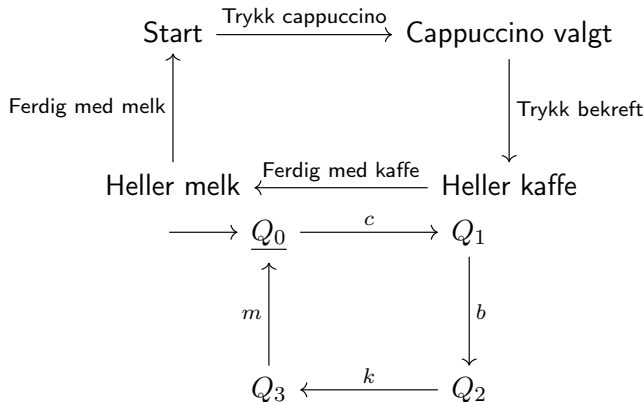 Trykk cappuccino
Start Cappuccino valgt
Ferdig med melk Trykk bekreft
Ferdig med kaffe
Heller melk Heller kaffe
c
Q0 Q1
m b
k
Q3 Q2